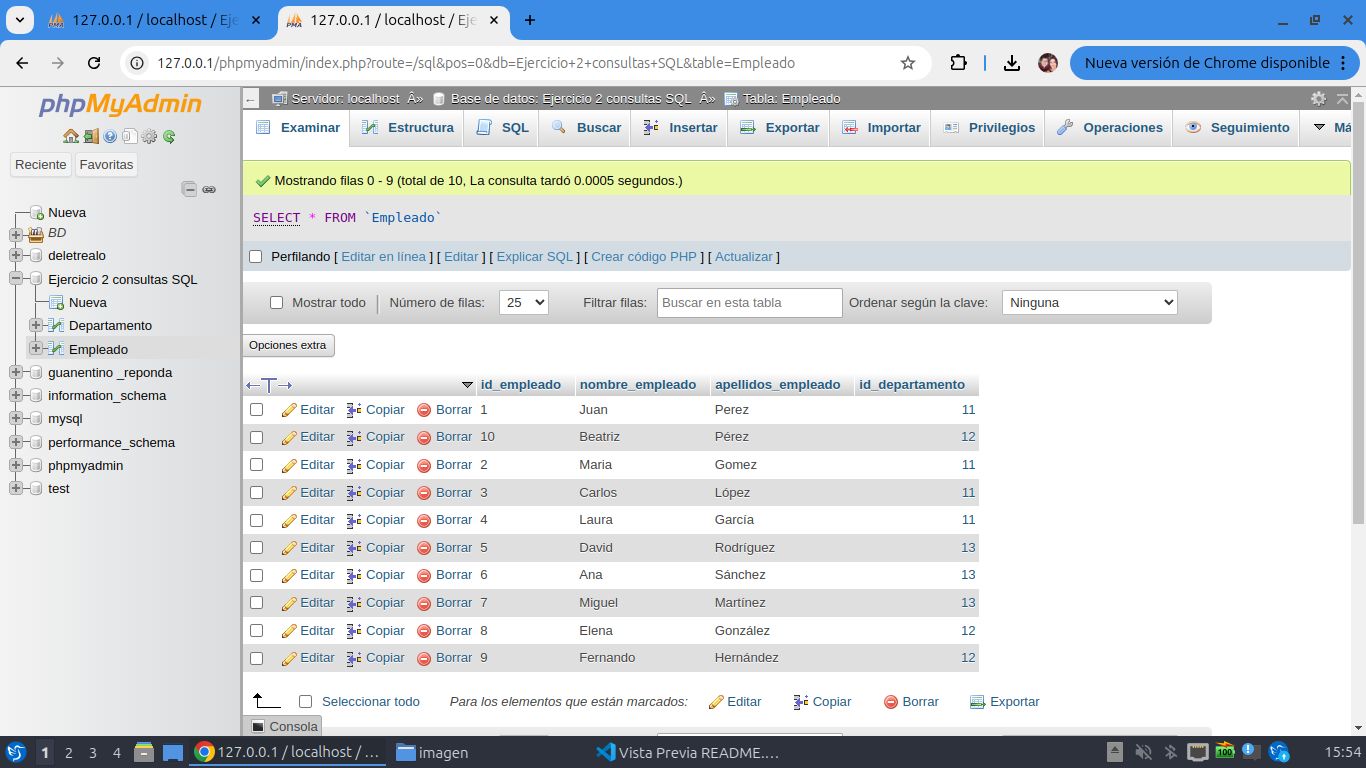 127.0.0.1 / localhost / Eje
127.0.0.1 / localhost / Eje
127.0.0.1/phpmyadmin/index.php?route=/sql&pos=0&db=Ejercicio+2+consultas+SQL&table=Empleado
Nueva versión de Chrome disponible
phpMyAdmin
Reciente Favoritas
Nueva
BD
deletrealo
Ejercicio 2 consultas SQL
Nueva
Departamento
Empleado
guanentino _reponda
information_schema
mysql
performance_schema
phpmyadmin
test
Servidor: localhost Â» Base de datos: Ejercicio 2 consultas SQL Â» Tabla: Empleado
Examinar Estructura SQL Buscar Insertar Exportar Importar Privilegios Operaciones Seguimiento Má
Mostrando filas 0 - 9 (total de 10, La consulta tardó 0.0005 segundos.)
SELECT * FROM `Empleado`
Perfilando [ Editar en línea ] [ Editar ] [ Explicar SQL ] [ Crear código PHP ] [ Actualizar ]
Mostrar todo Número de filas: 25 Filtrar filas: Buscar en esta tabla Ordenar según la clave: Ninguna
Opciones extra
id_empleado nombre_empleado apellidos_empleado id_departamento
Editar Copiar Borrar 1 Juan Perez 11
Editar Copiar Borrar 10 Beatriz Pérez 12
Editar Copiar Borrar 2 Maria Gomez 11
Editar Copiar Borrar 3 Carlos López 11
Editar Copiar Borrar 4 Laura García 11
Editar Copiar Borrar 5 David Rodríguez 13
Editar Copiar Borrar 6 Ana Sánchez 13
Editar Copiar Borrar 7 Miguel Martínez 13
Editar Copiar Borrar 8 Elena González 12
Editar Copiar Borrar 9 Fernando Hernández 12
Seleccionar todo Para los elementos que están marcados: Editar Copiar Borrar Exportar
Consola
1 2 3 4 127.0.0.1 / localhost / ... imagen Vista Previa README.... 100 15:54